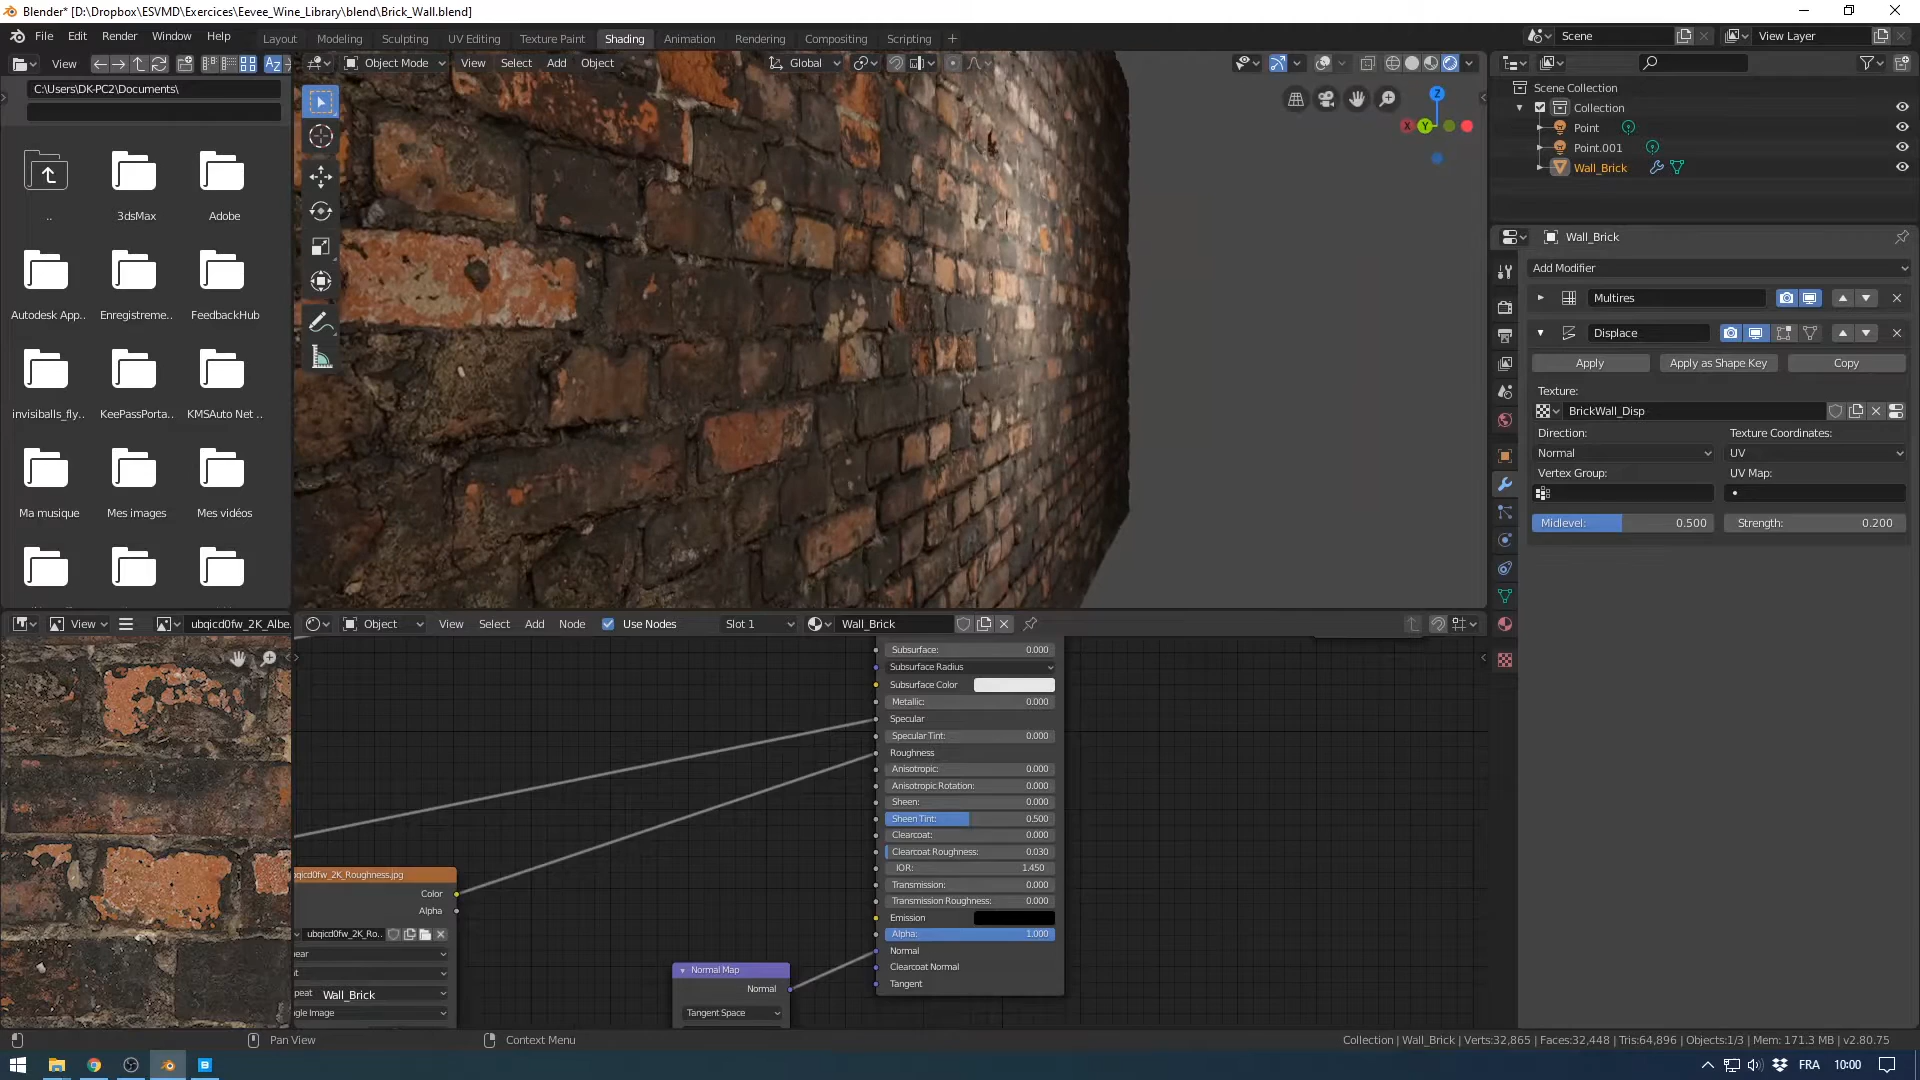 Blender* [D:\Dropbox\ESVMD\Exercices\Eevee_Wine_Library\blend\Brick_Wall.blend]
File Edit Render Window Help
Layout Modeling Sculpting UV Editing Texture Paint Shading Animation Rendering Compositing Scripting +
Scene
View Layer
View
C:\Users\DK-PC2\Documents\
..
3dsMax
Adobe
Autodesk App..
Enregistreme..
FeedbackHub
invisiballs_fly..
KeePassPorta..
KMSAuto Net ..
Ma musique
Mes images
Mes vidéos
Object Mode View Select Add Object
Global
Z
X
Y
Scene Collection
Collection
Point
Point.001
Wall_Brick
Wall_Brick
Add Modifier
Multires
Displace
Apply
Apply as Shape Key
Copy
Texture:
BrickWall_Disp
Direction:
Texture Coordinates:
Normal
UV
Vertex Group:
UV Map:
Midlevel: 0.500
Strength: 0.200
View
ubqicd0fw_2K_Albe..
Object View Select Add Node Use Nodes Slot 1 Wall_Brick
Subsurface: 0.000
Subsurface Radius
Subsurface Color
Metallic: 0.000
Specular
Specular Tint: 0.000
Roughness
Anisotropic: 0.000
Anisotropic Rotation: 0.000
Sheen: 0.000
Sheen Tint: 0.500
Clearcoat: 0.000
Clearcoat Roughness: 0.030
IOR: 1.450
Transmission: 0.000
Transmission Roughness: 0.000
Emission
Alpha: 1.000
Normal
Clearcoat Normal
Tangent
qicd0fw_2K_Roughness.jpg
Color
Alpha
ubqicd0fw_2K_Ro..
near
t
peat
Wall_Brick
gle Image
Normal Map
Normal
Tangent Space
Pan View
Context Menu
Collection | Wall_Brick | Verts:32,865 | Faces:32,448 | Tris:64,896 | Objects:1/3 | Mem: 171.3 MB | v2.80.75
FRA
10:00